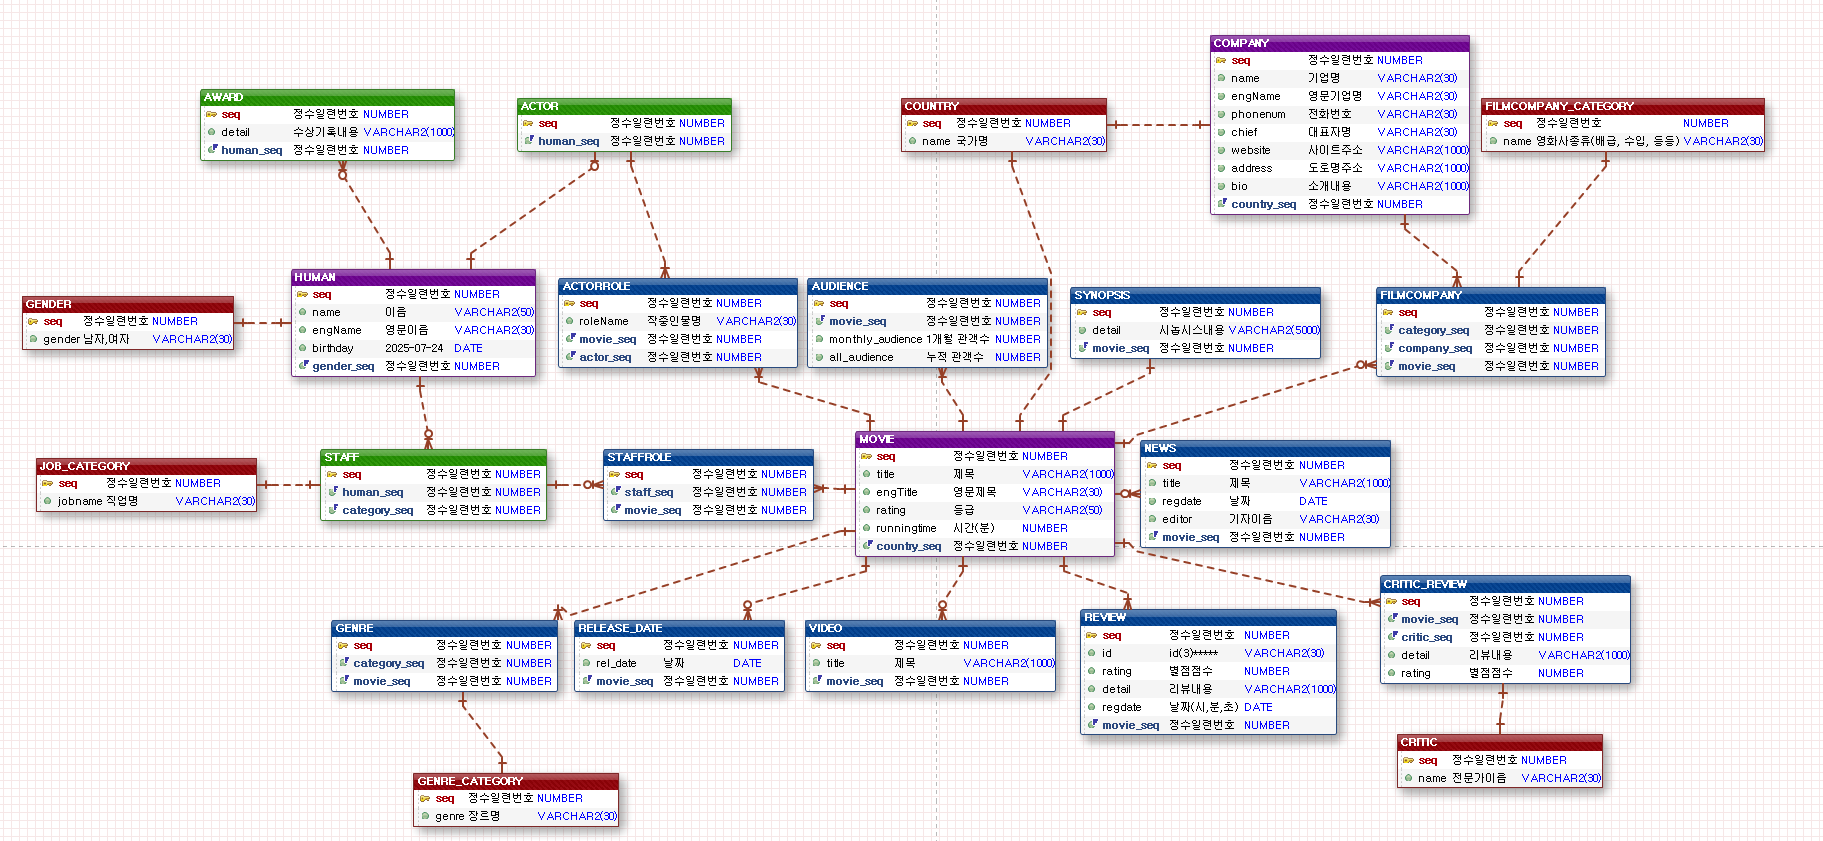 AWARD
seq 정수일련번호 NUMBER
detail 수상기록내용 VARCHAR2(1000)
human_seq 정수일련번호 NUMBER
ACTOR
seq 정수일련번호 NUMBER
human_seq 정수일련번호 NUMBER
COUNTRY
seq 정수일련번호 NUMBER
name 국가명 VARCHAR2(30)
COMPANY
seq 정수일련번호 NUMBER
name 기업명 VARCHAR2(30)
engName 영문기업명 VARCHAR2(30)
phonenum 전화번호 VARCHAR2(30)
chief 대표자명 VARCHAR2(30)
website 사이트주소 VARCHAR2(1000)
address 도로명주소 VARCHAR2(1000)
bio 소개내용 VARCHAR2(1000)
country_seq 정수일련번호 NUMBER
FILMCOMPANY_CATEGORY
seq 정수일련번호 NUMBER
name 영화사종류(배급, 수입, 등등) VARCHAR2(30)
GENDER
seq 정수일련번호 NUMBER
gender 남자,여자 VARCHAR2(30)
HUMAN
seq 정수일련번호 NUMBER
name 이름 VARCHAR2(50)
engName 영문이름 VARCHAR2(30)
birthday 2025-07-24 DATE
gender_seq 정수일련번호 NUMBER
ACTORROLE
seq 정수일련번호 NUMBER
roleName 작중인물명 VARCHAR2(30)
movie_seq 정수일련번호 NUMBER
actor_seq 정수일련번호 NUMBER
AUDIENCE
seq 정수일련번호 NUMBER
movie_seq 정수일련번호 NUMBER
monthly_audience 1개월 관객수 NUMBER
all_audience 누적 관객수 NUMBER
SYNOPSIS
seq 정수일련번호 NUMBER
detail 시놉시스내용 VARCHAR2(5000)
movie_seq 정수일련번호 NUMBER
FILMCOMPANY
seq 정수일련번호 NUMBER
category_seq 정수일련번호 NUMBER
company_seq 정수일련번호 NUMBER
movie_seq 정수일련번호 NUMBER
JOB_CATEGORY
seq 정수일련번호 NUMBER
jobname 직업명 VARCHAR2(30)
STAFF
seq 정수일련번호 NUMBER
human_seq 정수일련번호 NUMBER
category_seq 정수일련번호 NUMBER
STAFFROLE
seq 정수일련번호 NUMBER
staff_seq 정수일련번호 NUMBER
movie_seq 정수일련번호 NUMBER
MOVIE
seq 정수일련번호 NUMBER
title 제목 VARCHAR2(1000)
engTitle 영문제목 VARCHAR2(30)
rating 등급 VARCHAR2(50)
runningtime 시간(분) NUMBER
country_seq 정수일련번호 NUMBER
NEWS
seq 정수일련번호 NUMBER
title 제목 VARCHAR2(1000)
regdate 날짜 DATE
editor 기자이름 VARCHAR2(30)
movie_seq 정수일련번호 NUMBER
GENRE
seq 정수일련번호 NUMBER
category_seq 정수일련번호 NUMBER
movie_seq 정수일련번호 NUMBER
RELEASE_DATE
seq 정수일련번호 NUMBER
rel_date 날짜 DATE
movie_seq 정수일련번호 NUMBER
VIDEO
seq 정수일련번호 NUMBER
title 제목 VARCHAR2(1000)
movie_seq 정수일련번호 NUMBER
REVIEW
seq 정수일련번호 NUMBER
id id(3)***** VARCHAR2(30)
rating 별점점수 NUMBER
detail 리뷰내용 VARCHAR2(1000)
regdate 날짜(시,분,초) DATE
movie_seq 정수일련번호 NUMBER
CRITIC_REVIEW
seq 정수일련번호 NUMBER
movie_seq 정수일련번호 NUMBER
critic_seq 정수일련번호 NUMBER
detail 리뷰내용 VARCHAR2(1000)
rating 별점점수 NUMBER
GENRE_CATEGORY
seq 정수일련번호 NUMBER
genre 장르명 VARCHAR2(30)
CRITIC
seq 정수일련번호 NUMBER
name 전문가이름 VARCHAR2(30)